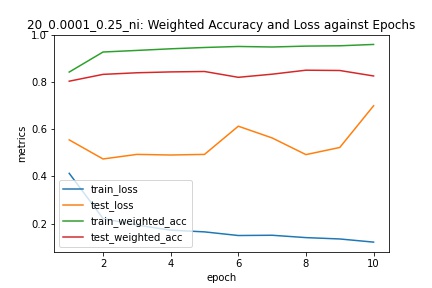 20_0.0001_0.25_ni: Weighted Accuracy and Loss against Epochs
1.0
0.8
0.6
0.4
0.2
metrics
train_loss
test_loss
train_weighted_acc
test_weighted_acc
2 4 6 8 10
epoch